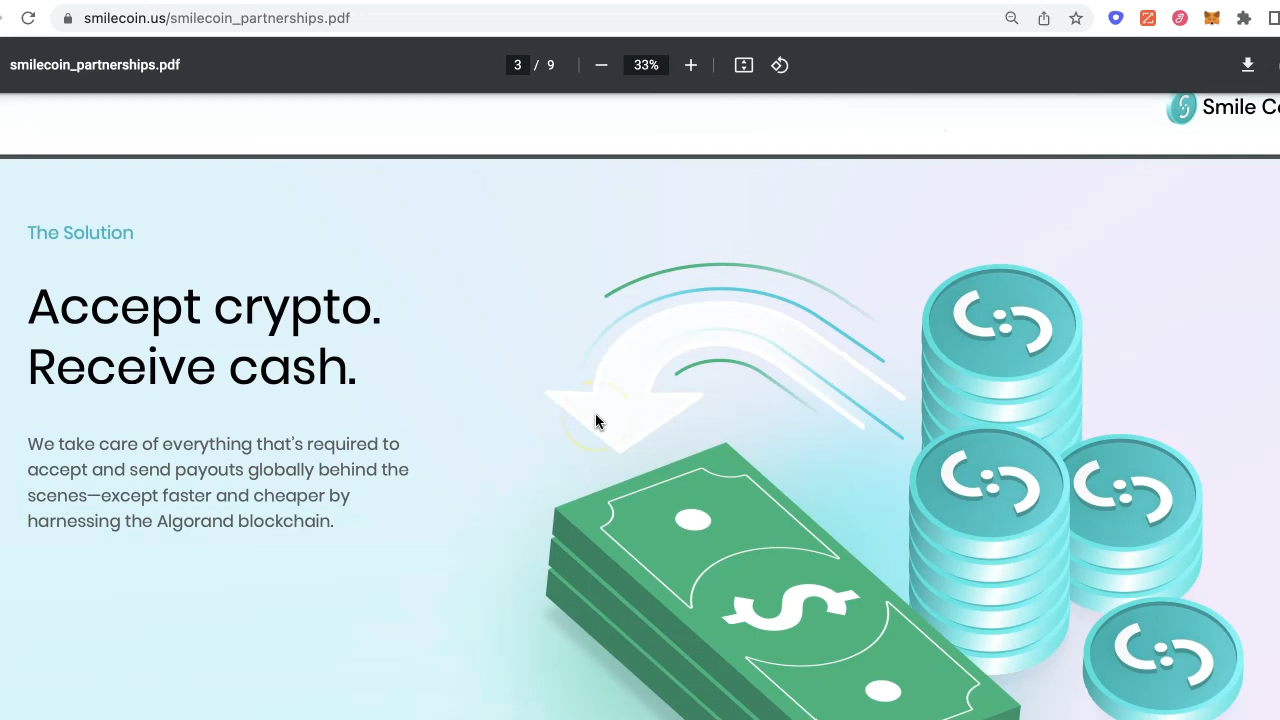 smilecoin.us/smilecoin_partnerships.pdf
smilecoin_partnerships.pdf
3 / 9
33%
Smile Co
The Solution
Accept crypto.
Receive cash.
We take care of everything that's required to
accept and send payouts globally behind the
scenes—except faster and cheaper by
harnessing the Algorand blockchain.
$